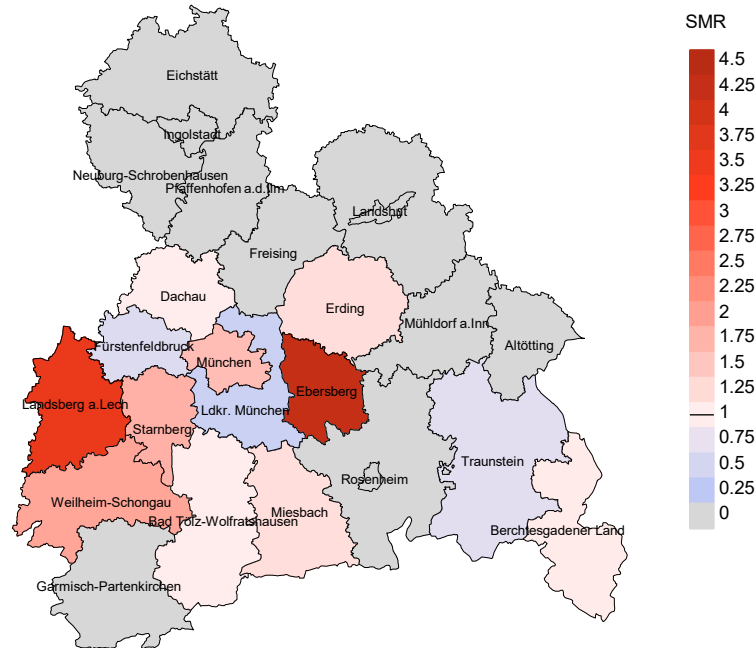 SMR
4.5
4.25
4
3.75
3.5
3.25
3
2.75
2.5
2.25
2
1.75
1.5
1.25
1
0.75
0.5
0.25
0
Eichstätt
Ingolstadt
Neuburg-Schrobenhausen
Pfaffenhofen a.d.Ilm
Landshut
Freising
Dachau
Erding
Mühldorf a.Inn
Altötting
Fürstenfeldbruck
München
Ebersberg
Landsberg a.Lech
Ldkr. München
Starnberg
Traunstein
Rosenheim
Weilheim-Schongau
Miesbach
Bad Tölz-Wolfratshausen
Berchtesgadener Land
Garmisch-Partenkirchen